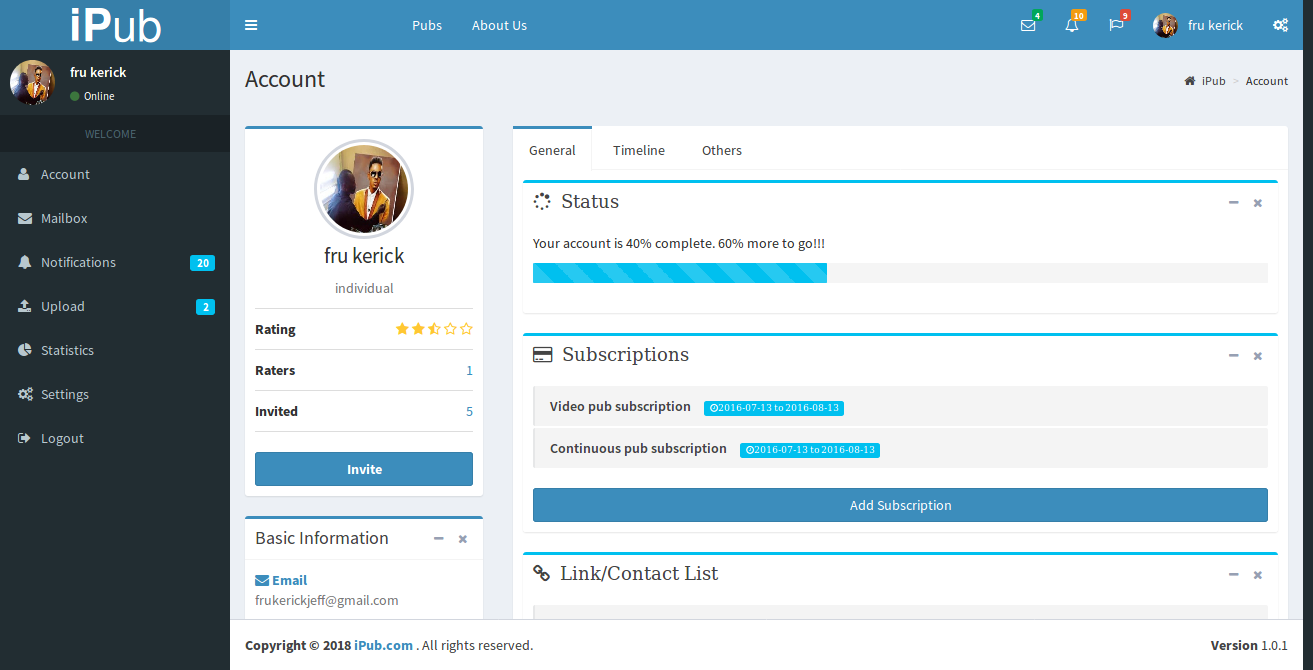 iPub
Pubs
About Us
4
10
9
fru kerick
fru kerick
Online
WELCOME
Account
Mailbox
Notifications 20
Upload 2
Statistics
Settings
Logout
Account
iPub > Account
fru kerick
individual
Rating
Raters 1
Invited 5
Invite
Basic Information
Email
frukerickjeff@gmail.com
General
Timeline
Others
Status
Your account is 40% complete. 60% more to go!!!
Subscriptions
Video pub subscription 2016-07-13 to 2016-08-13
Continuous pub subscription 2016-07-13 to 2016-08-13
Add Subscription
Link/Contact List
Copyright © 2018 iPub.com . All rights reserved.
Version 1.0.1